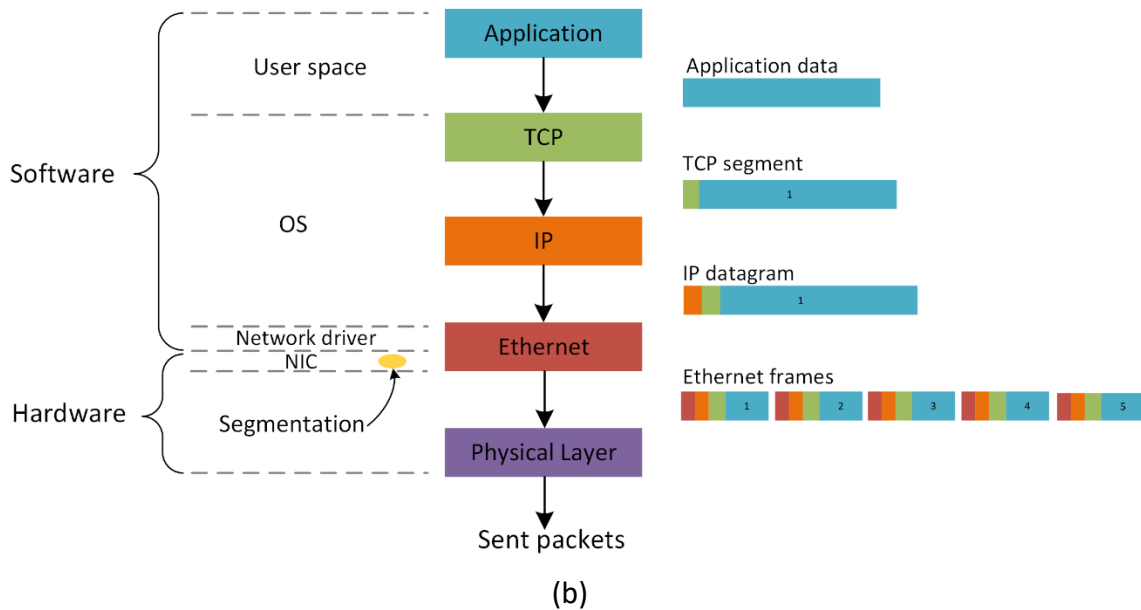 Application
User space
Application data
TCP
TCP segment
Software
1
OS
IP
IP datagram
1
Network driver
Ethernet
NIC
Ethernet frames
1 2 3 4 5
Hardware
Segmentation
Physical Layer
Sent packets
(b)